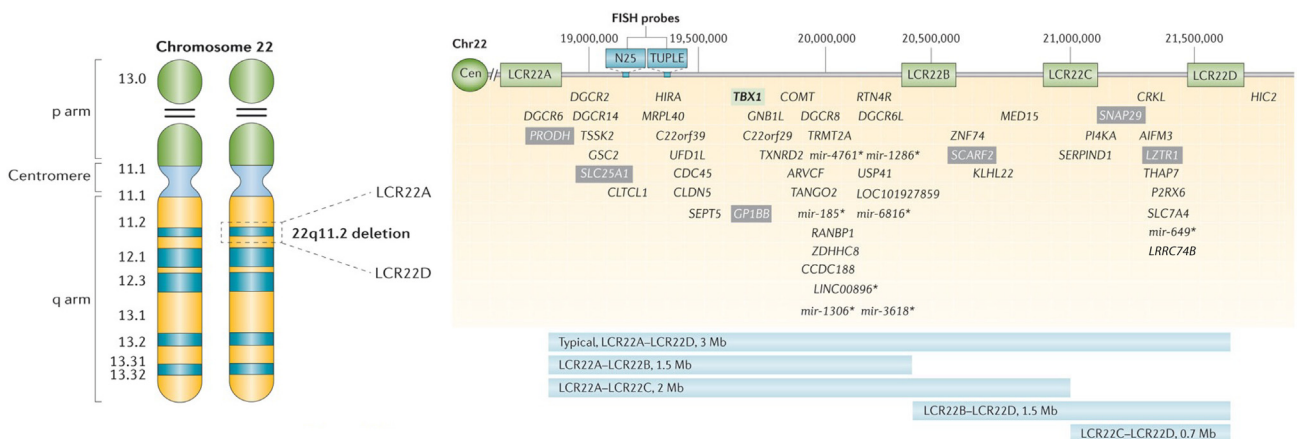 Chromosome 22
p arm
Centromere
q arm
13.0
11.1
11.1
11.2
12.1
12.3
13.1
13.2
13.31
13.32
22q11.2 deletion
LCR22A
LCR22D
FISH probes
Chr22 19,000,000 19,500,000 20,000,000 20,500,000 21,000,000 21,500,000
N25 TUPLE
Cen LCR22A LCR22B LCR22C LCR22D
DGCR2 HIRA TBX1 COMT RTN4R CRKL HIC2
DGCR6 DGCR14 MRPL40 GNB1L DGCR8 DGCR6L MED15 SNAP29
PRODH TSSK2 C22orf39 C22orf29 TRMT2A ZNF74 PI4KA AIFM3
GSC2 UFD1L TXNRD2 mir-4761* mir-1286* SCARF2 SERPIND1 LZTR1
SLC25A1 CDC45 ARVCF USP41 KLHL22 THAP7
CLTCL1 CLDN5 TANGO2 LOC101927859 P2RX6
SEPT5 GP1BB mir-185* mir-6816* SLC7A4
RANBP1 mir-649*
ZDHHC8 LRRC74B
CCDC188
LINC00896*
mir-1306* mir-3618*
Typical, LCR22A–LCR22D, 3 Mb
LCR22A–LCR22B, 1.5 Mb
LCR22A–LCR22C, 2 Mb
LCR22B–LCR22D, 1.5 Mb
LCR22C–LCR22D, 0.7 Mb